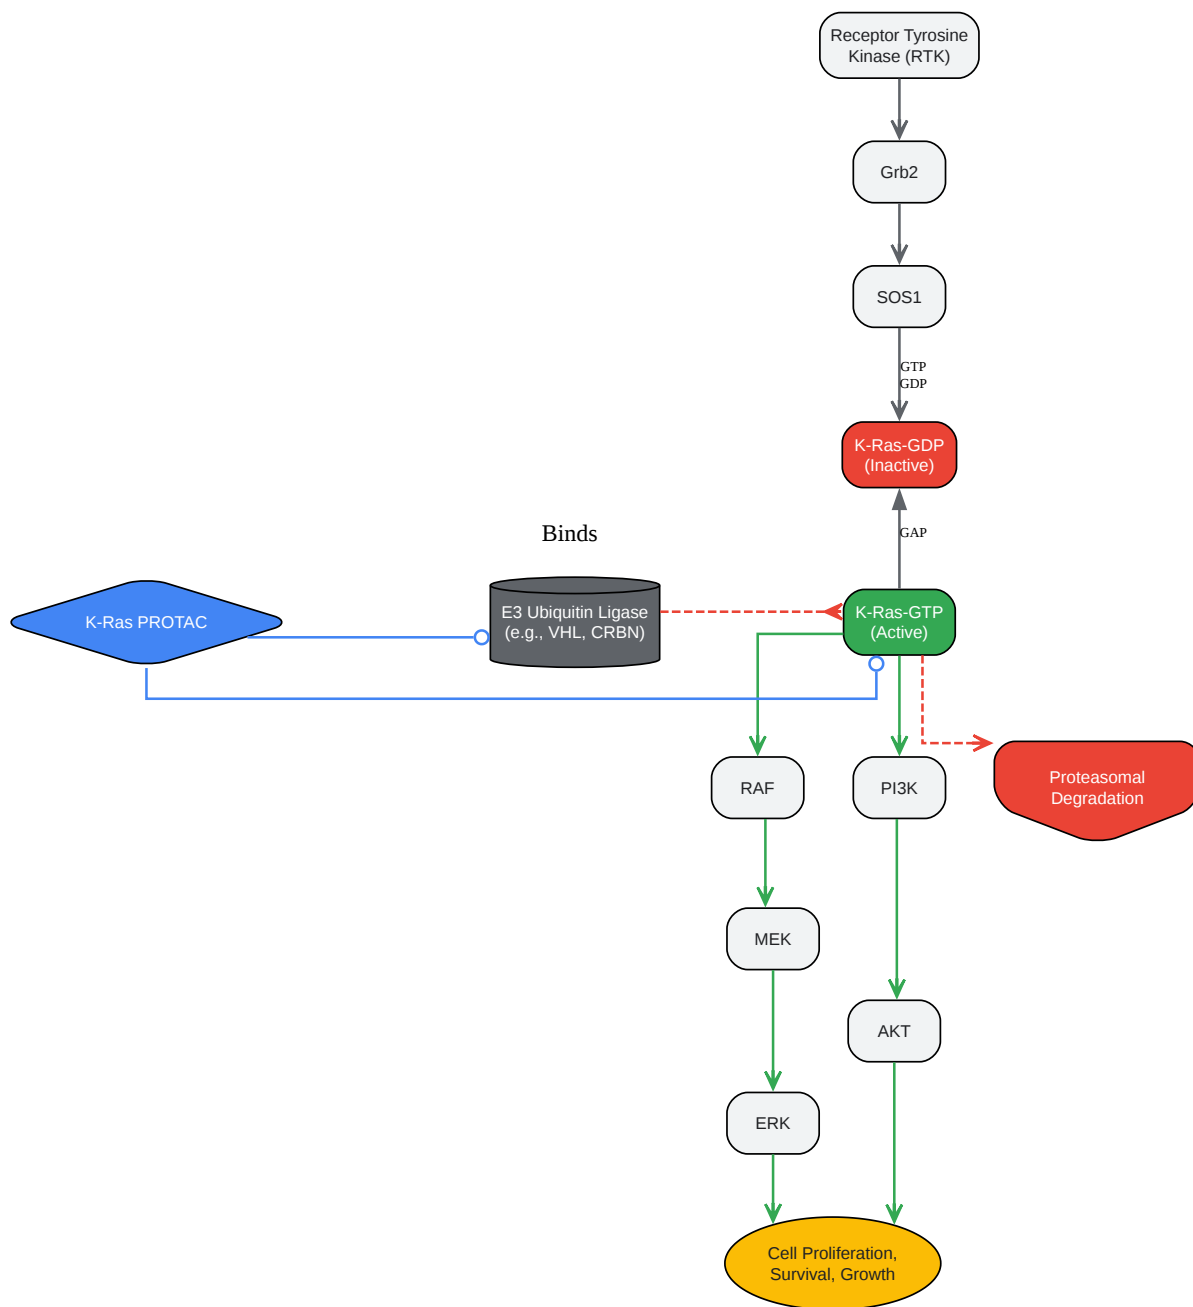 Receptor Tyrosine
Kinase (RTK)
Grb2
SOS1
GTP
GDP
K-Ras-GDP
(Inactive)
Binds
GAP
K-Ras PROTAC
E3 Ubiquitin Ligase
(e.g., VHL, CRBN)
K-Ras-GTP
(Active)
RAF
PI3K
Proteasomal
Degradation
MEK
AKT
ERK
Cell Proliferation,
Survival, Growth